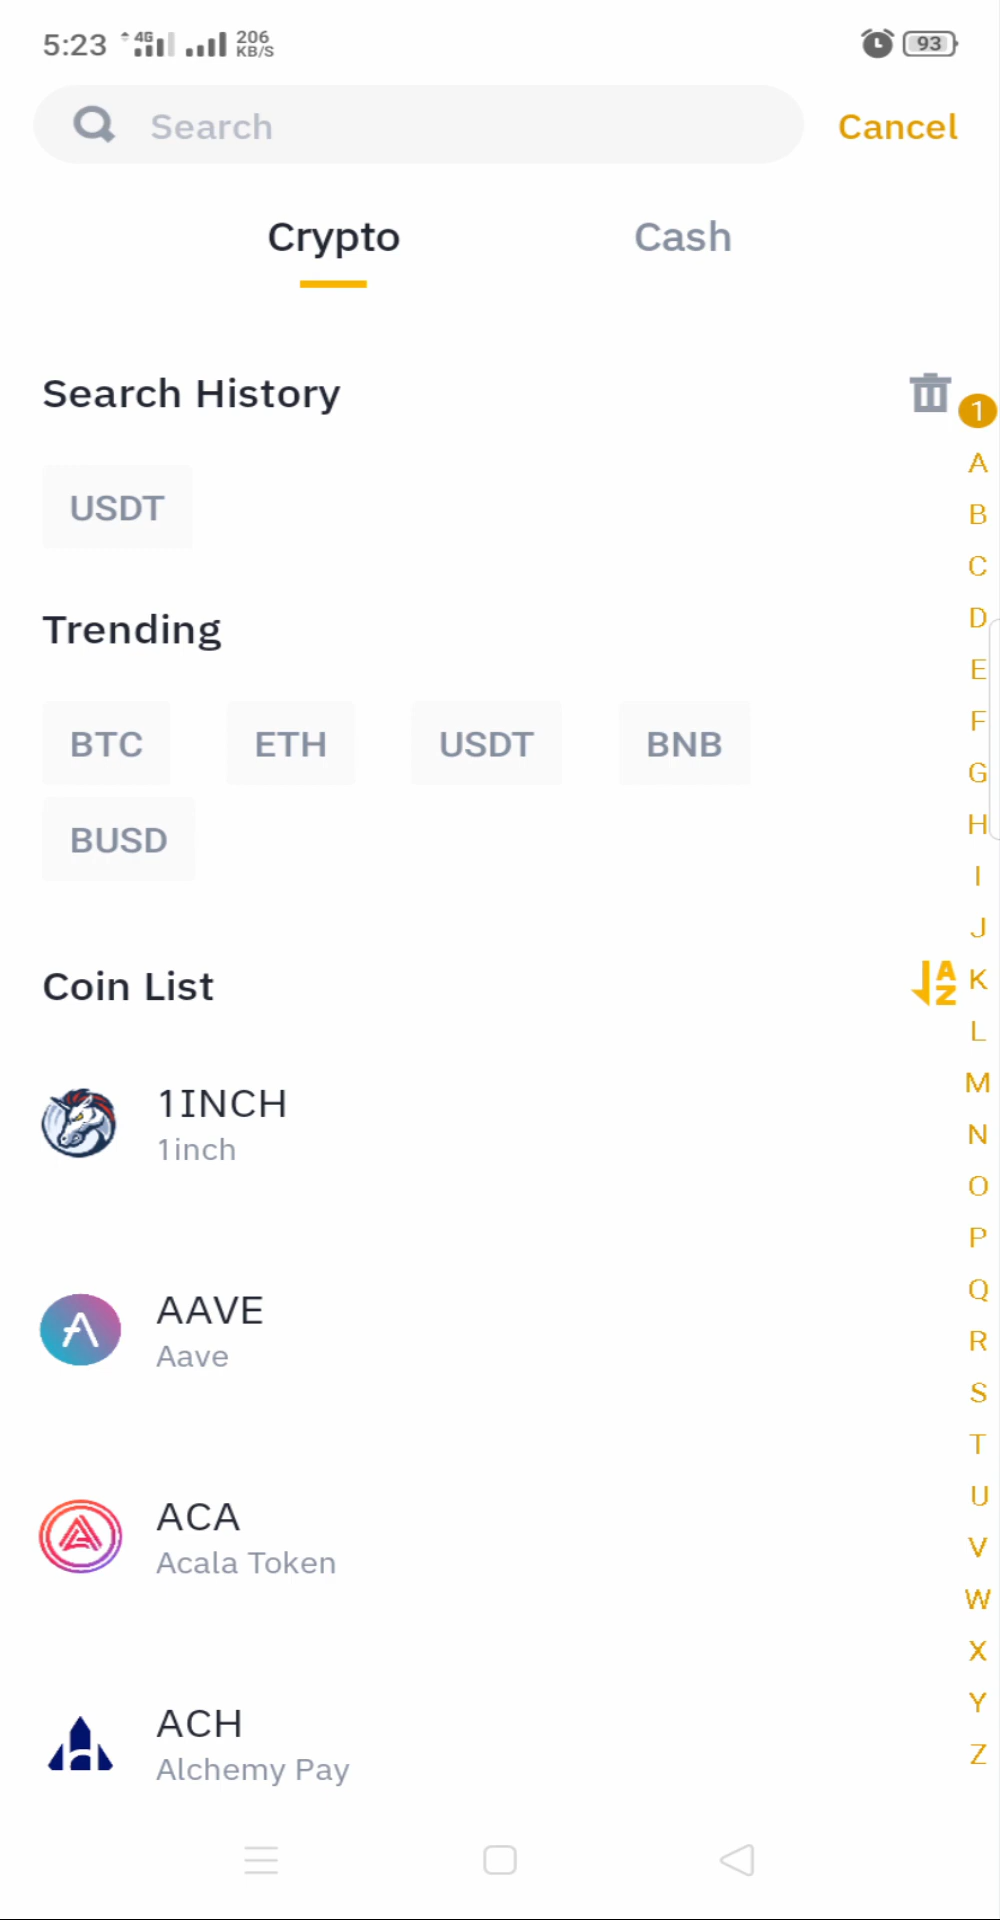 5:23 4G 206 KB/S 93
Search Cancel
Crypto Cash
Search History
1
USDT
Trending
BTC ETH USDT BNB
BUSD
Coin List
A
Z
1INCH
1inch
AAVE
Aave
ACA
Acala Token
ACH
Alchemy Pay
A
B
C
D
E
F
G
H
I
J
K
L
M
N
O
P
Q
R
S
T
U
V
W
X
Y
Z